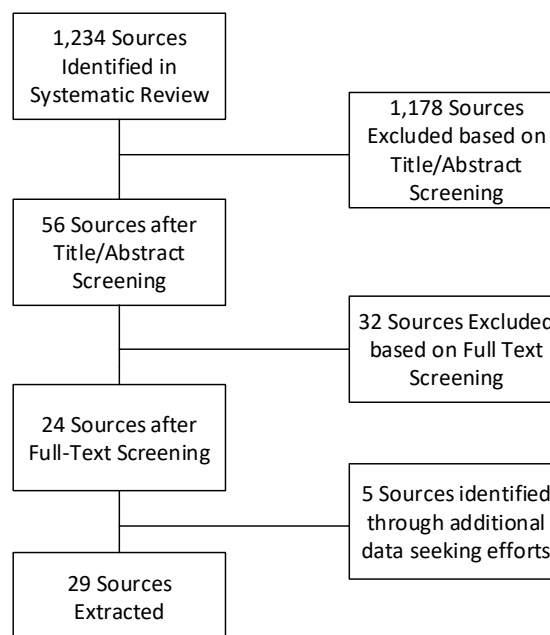 1,234 Sources
Identified in
Systematic Review
1,178 Sources
Excluded based on
Title/Abstract
Screening
56 Sources after
Title/Abstract
Screening
32 Sources Excluded
based on Full Text
Screening
24 Sources after
Full-Text Screening
5 Sources identified
through additional
data seeking efforts
29 Sources
Extracted